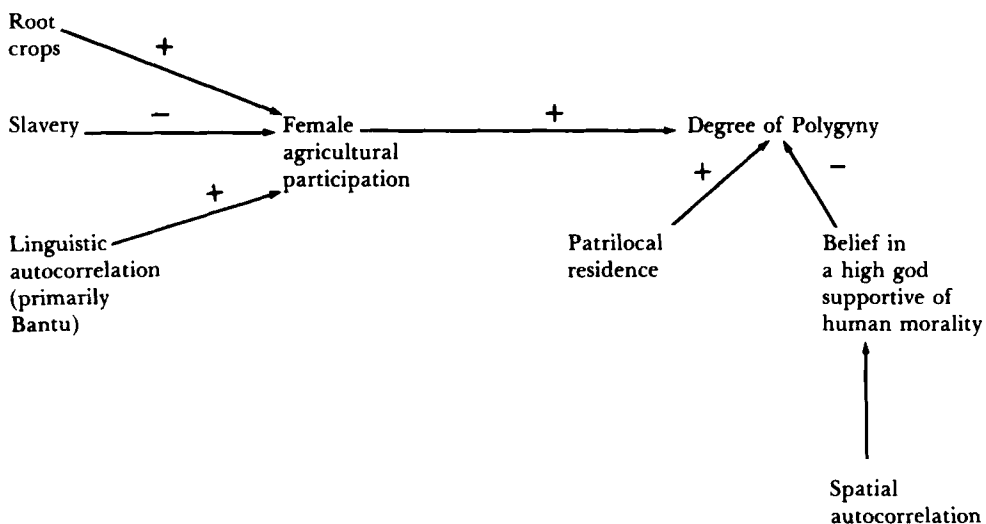 Root
crops
+
Slavery
−
Female
agricultural
participation
+
Degree of Polygyny
+
Linguistic
autocorrelation
(primarily
Bantu)
+
Patrilocal
residence
−
Belief in
a high god
supportive of
human morality
Spatial
autocorrelation